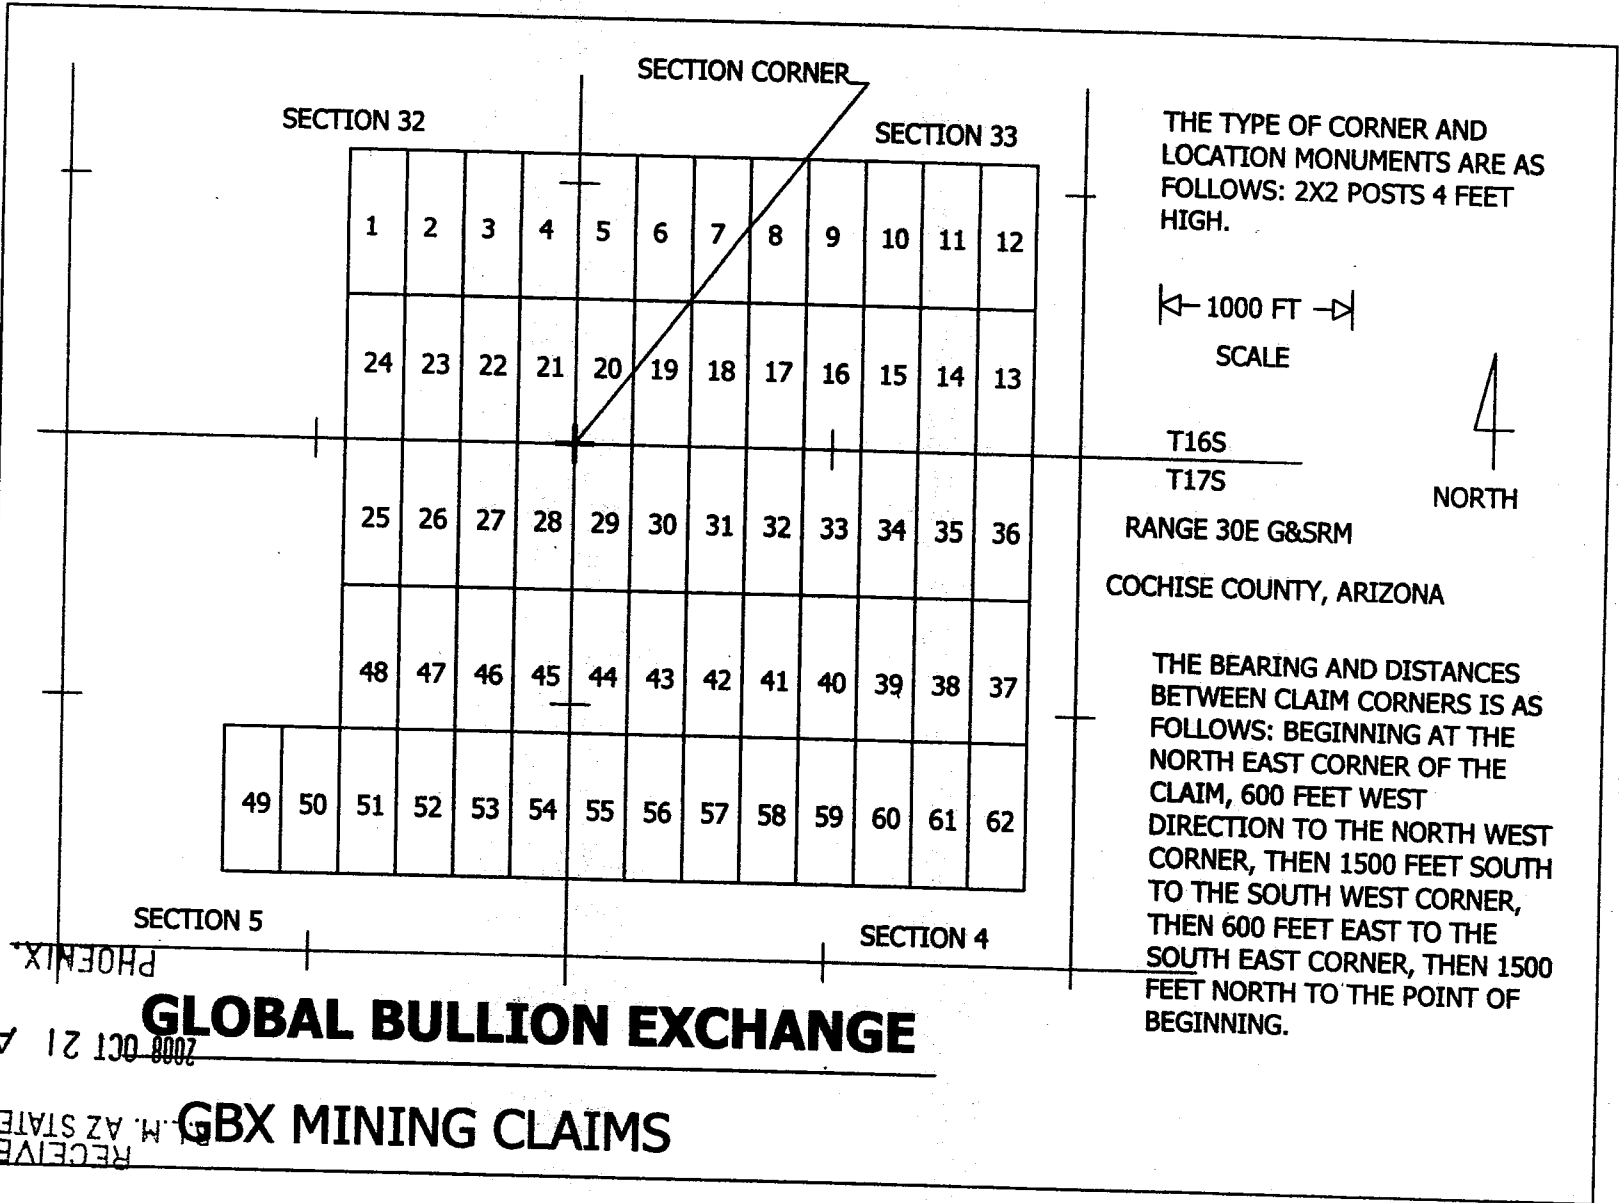 SECTION CORNER
SECTION 32
SECTION 33
1 2 3 4 5 6 7 8 9 10 11 12
24 23 22 21 20 19 18 17 16 15 14 13
25 26 27 28 29 30 31 32 33 34 35 36
48 47 46 45 44 43 42 41 40 39 38 37
49 50 51 52 53 54 55 56 57 58 59 60 61 62
SECTION 5
SECTION 4
THE TYPE OF CORNER AND
LOCATION MONUMENTS ARE AS
FOLLOWS: 2X2 POSTS 4 FEET
HIGH.
1000 FT
SCALE
T16S
T17S
NORTH
RANGE 30E G&SRM
COCHISE COUNTY, ARIZONA
THE BEARING AND DISTANCES
BETWEEN CLAIM CORNERS IS AS
FOLLOWS: BEGINNING AT THE
NORTH EAST CORNER OF THE
CLAIM, 600 FEET WEST
DIRECTION TO THE NORTH WEST
CORNER, THEN 1500 FEET SOUTH
TO THE SOUTH WEST CORNER,
THEN 600 FEET EAST TO THE
SOUTH EAST CORNER, THEN 1500
FEET NORTH TO THE POINT OF
BEGINNING.
GLOBAL BULLION EXCHANGE
GBX MINING CLAIMS
RECEIVE
M. AZ STATE
2008 OCT 21 A
PHOENIX.